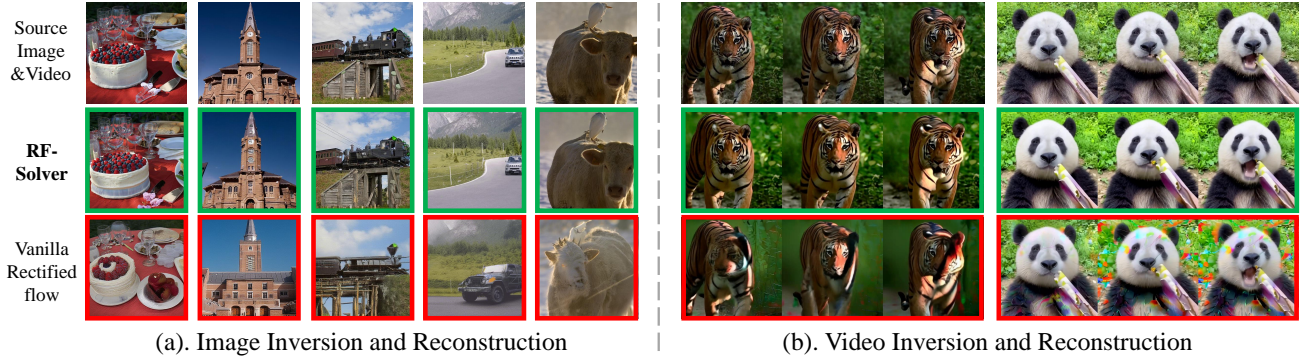 Source
Image
&Video
RF-
Solver
Vanilla
Rectified
flow
(a). Image Inversion and Reconstruction
(b). Video Inversion and Reconstruction